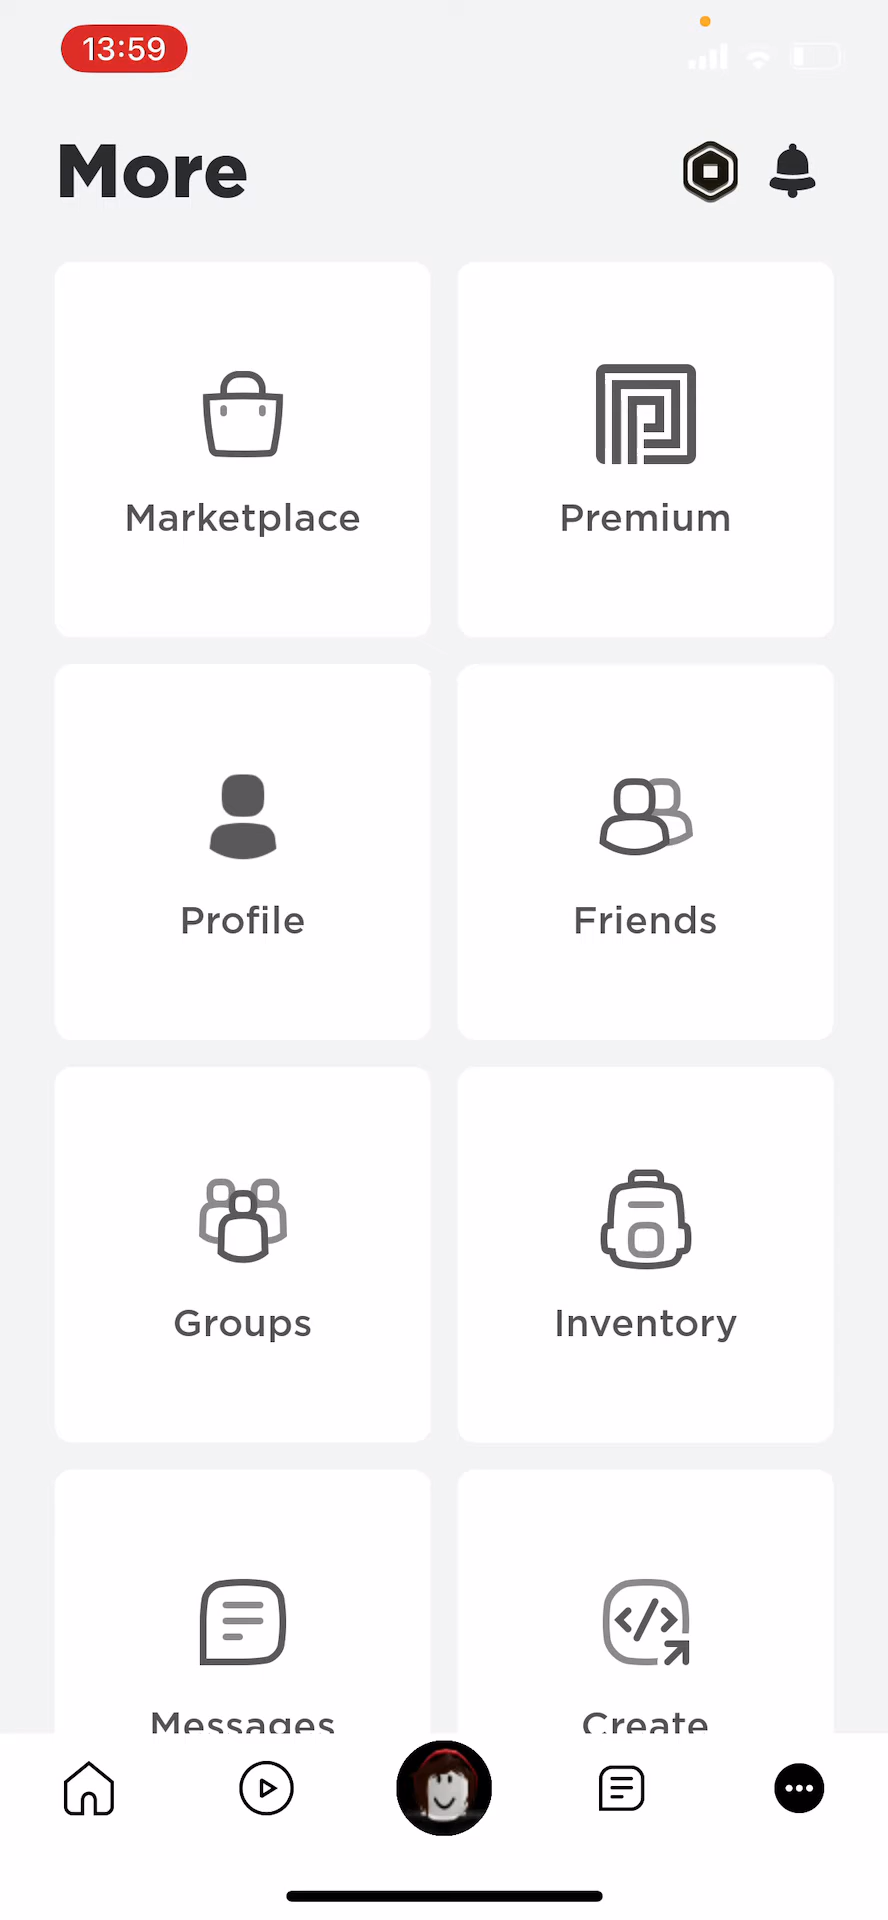 13:59
More
Marketplace
Premium
Profile
Friends
Groups
Inventory
Messages
Create